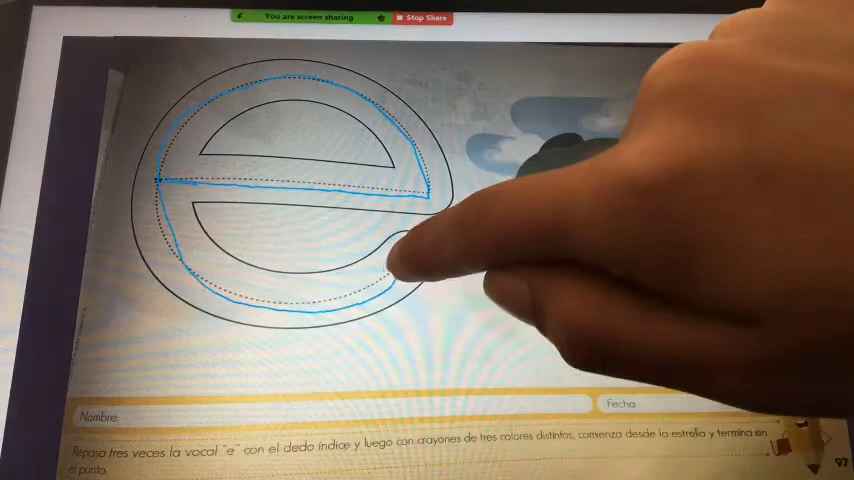 You are screen sharing Stop Share
e
Nombre: Fecha
Repasa tres veces la vocal "e" con el dedo índice y luego con crayones de tres colores distintos, comienza desde la estrella y termina en
el punto.
97